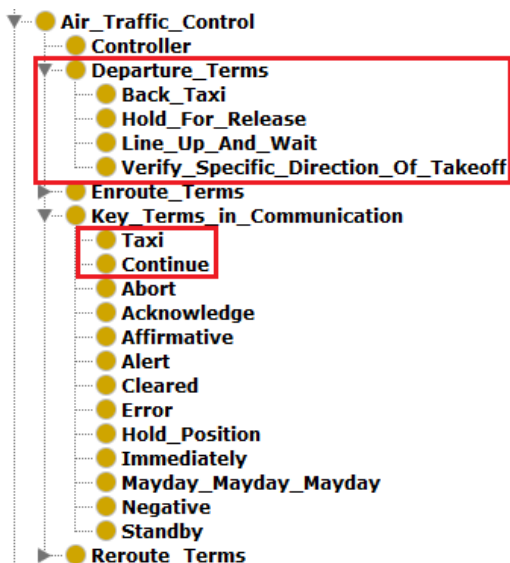 Air_Traffic_Control
Controller
Departure_Terms
Back_Taxi
Hold_For_Release
Line_Up_And_Wait
Verify_Specific_Direction_Of_Takeoff
Enroute_Terms
Key_Terms_in_Communication
Taxi
Continue
Abort
Acknowledge
Affirmative
Alert
Cleared
Error
Hold_Position
Immediately
Mayday_Mayday_Mayday
Negative
Standby
Reroute_Terms